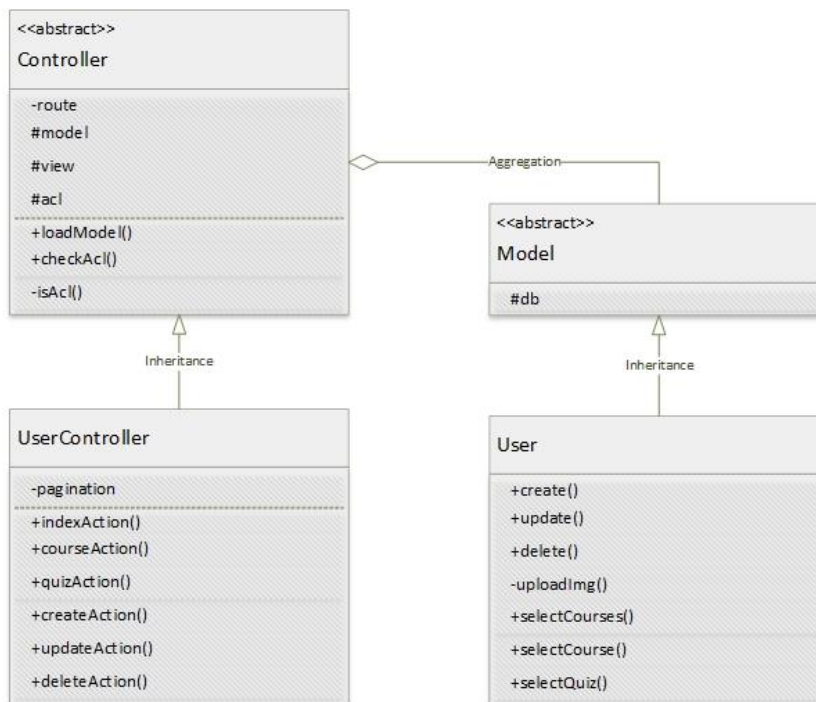 <<abstract>>
Controller
-route
#model
#view
#acl
+loadModel()
+checkAcl()
-isAcl()
Aggregation
<<abstract>>
Model
#db
Inheritance
Inheritance
UserController
-pagination
+indexAction()
+courseAction()
+quizAction()
+createAction()
+updateAction()
+deleteAction()
User
+create()
+update()
+delete()
-uploadImg()
+selectCourses()
+selectCourse()
+selectQuiz()